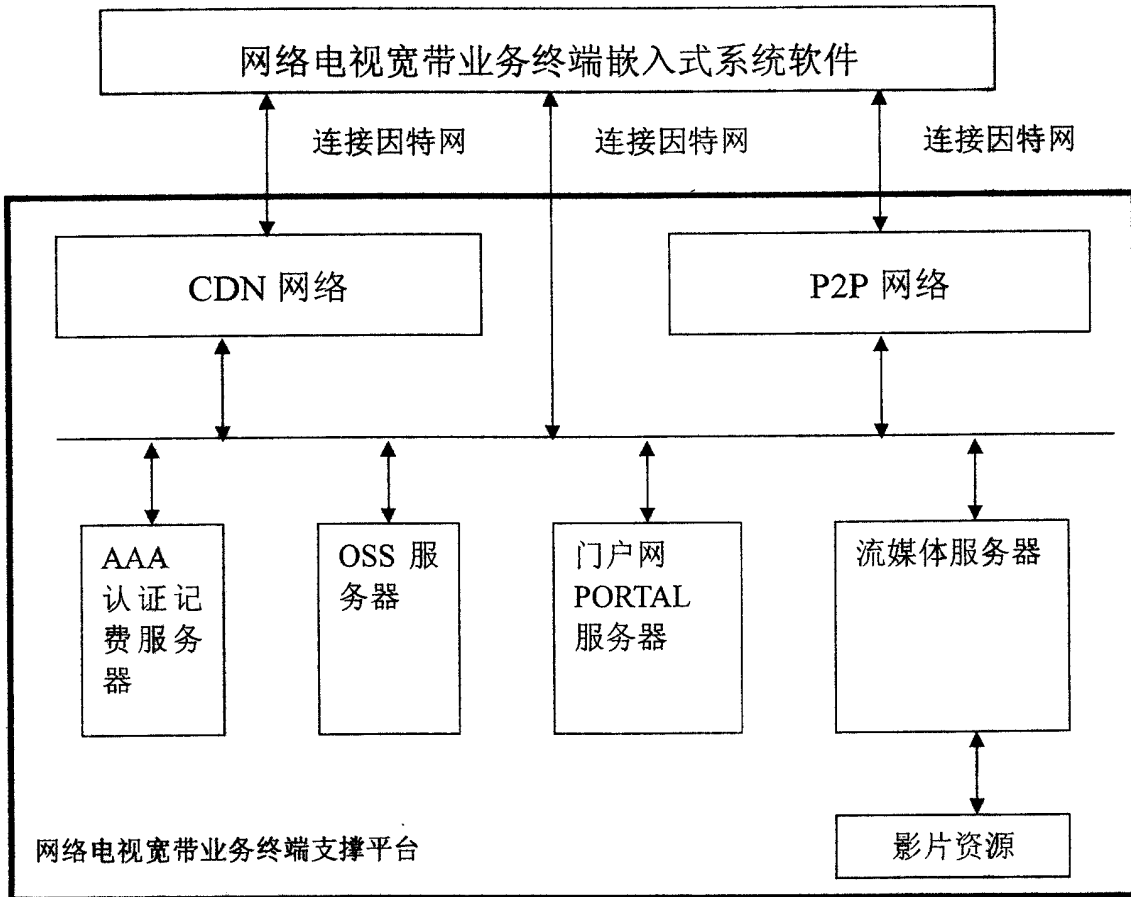 网络电视宽带业务终端嵌入式系统软件
连接因特网
连接因特网
连接因特网
CDN 网络
P2P 网络
AAA
认证记
费服务
器
OSS 服
务器
门户网
PORTAL
服务器
流媒体服务器
网络电视宽带业务终端支撑平台
影片资源